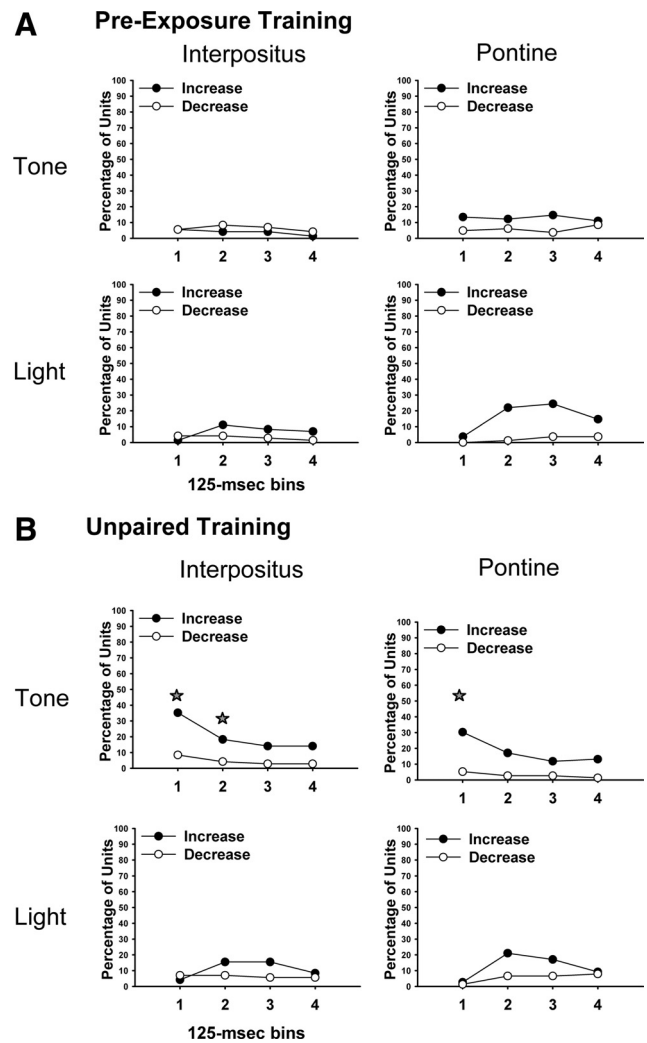 A Pre-Exposure Training
Interpositus Pontine
Tone
Percentage of Units
100
90
80
70
60
50
40
30
20
10
0
Increase
Decrease
1 2 3 4
Percentage of Units
100
90
80
70
60
50
40
30
20
10
0
Increase
Decrease
1 2 3 4
Light
Percentage of Units
100
90
80
70
60
50
40
30
20
10
0
Increase
Decrease
1 2 3 4
125-msec bins
Percentage of Units
100
90
80
70
60
50
40
30
20
10
0
Increase
Decrease
1 2 3 4
B Unpaired Training
Interpositus Pontine
Tone
Percentage of Units
100
90
80
70
60
50
40
30
20
10
0
Increase
Decrease
1 2 3 4
Percentage of Units
100
90
80
70
60
50
40
30
20
10
0
Increase
Decrease
1 2 3 4
Light
Percentage of Units
100
90
80
70
60
50
40
30
20
10
0
Increase
Decrease
1 2 3 4
125-msec bins
Percentage of Units
100
90
80
70
60
50
40
30
20
10
0
Increase
Decrease
1 2 3 4